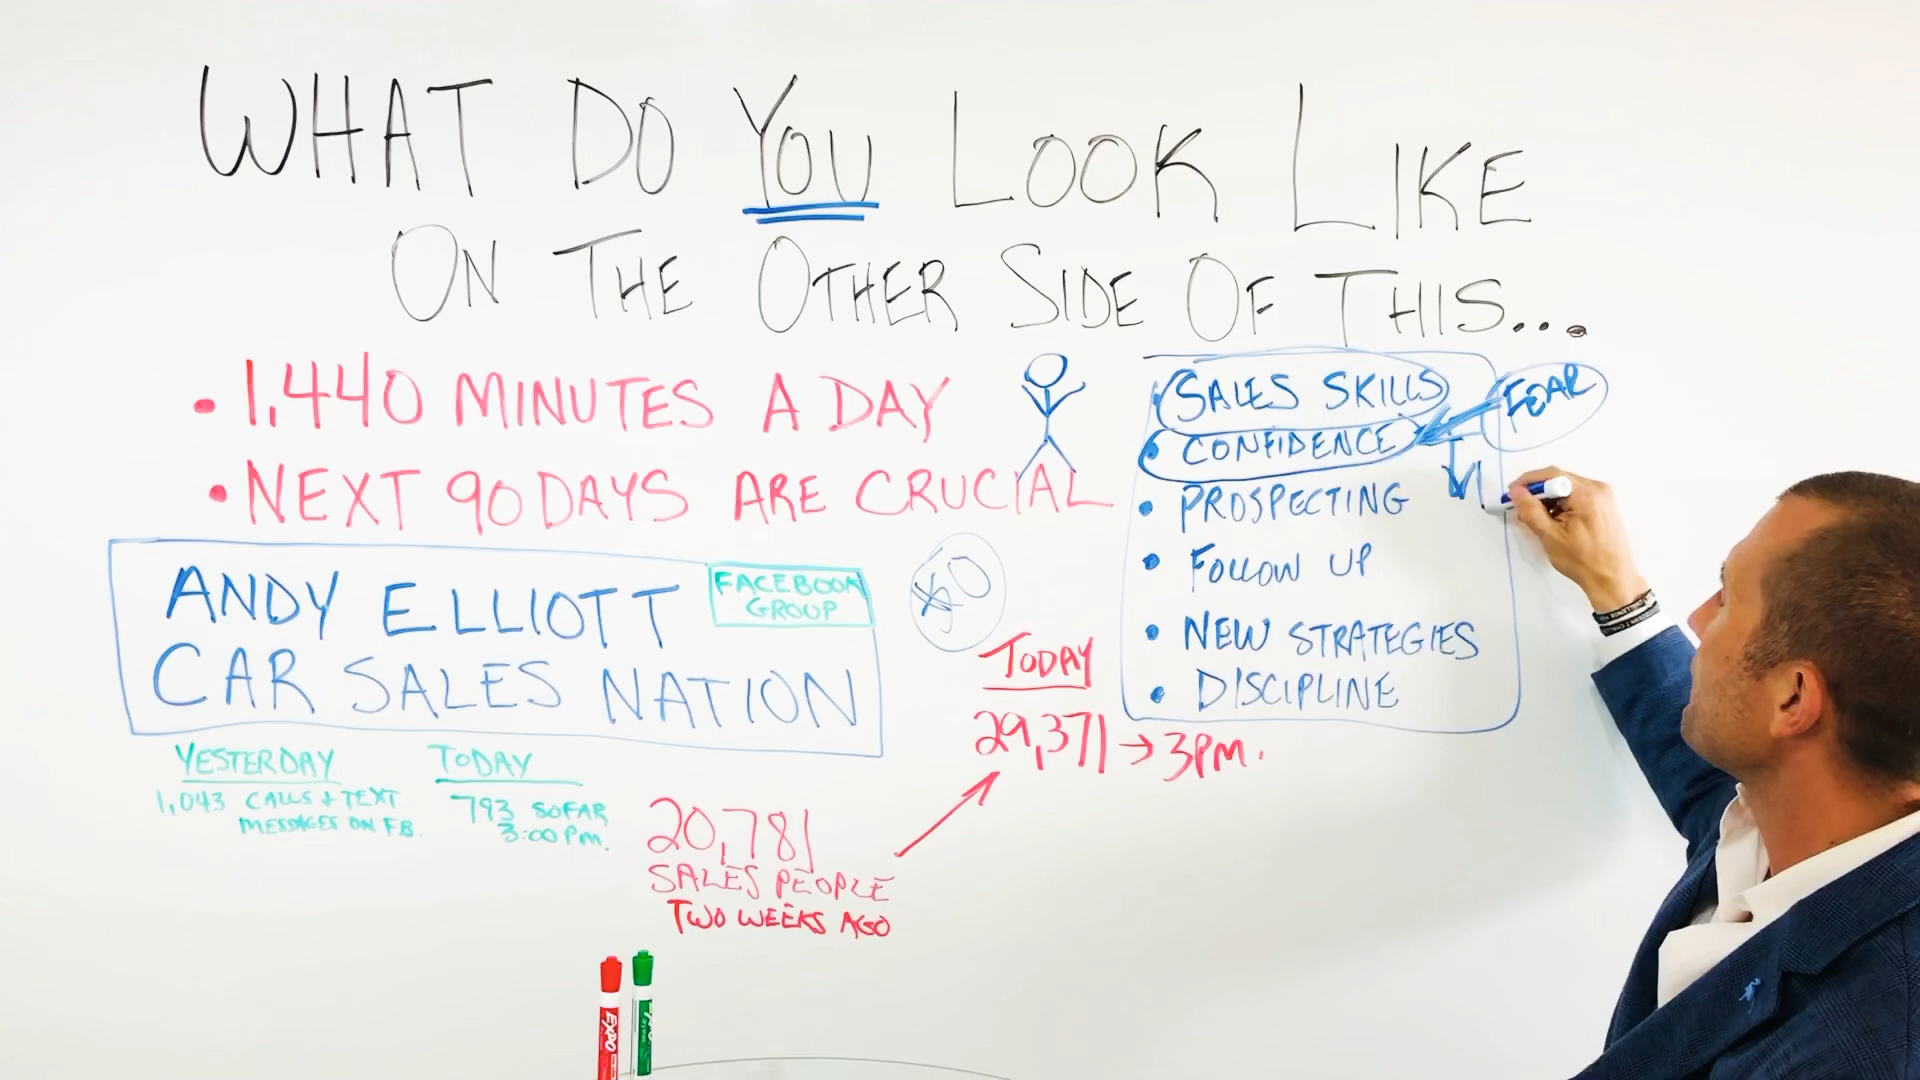 WHAT DO YOU LOOK LIKE
ON THE OTHER SIDE OF THIS...
• 1,440 MINUTES A DAY
• NEXT 90 DAYS ARE CRUCIAL
• SALES SKILLS
• CONFIDENCE
• PROSPECTING
• FOLLOW UP
• NEW STRATEGIES
• DISCIPLINE
FEAR
ANDY ELLIOTT
CAR SALES NATION
FACEBOOK
GROUP
YESTERDAY
1,043 CALLS + TEXT
MESSAGES ON FB.
TODAY
793 SO FAR
3:00 PM.
20,781
SALES PEOPLE
TWO WEEKS AGO
TODAY
29,371 → 3PM.
EXPO